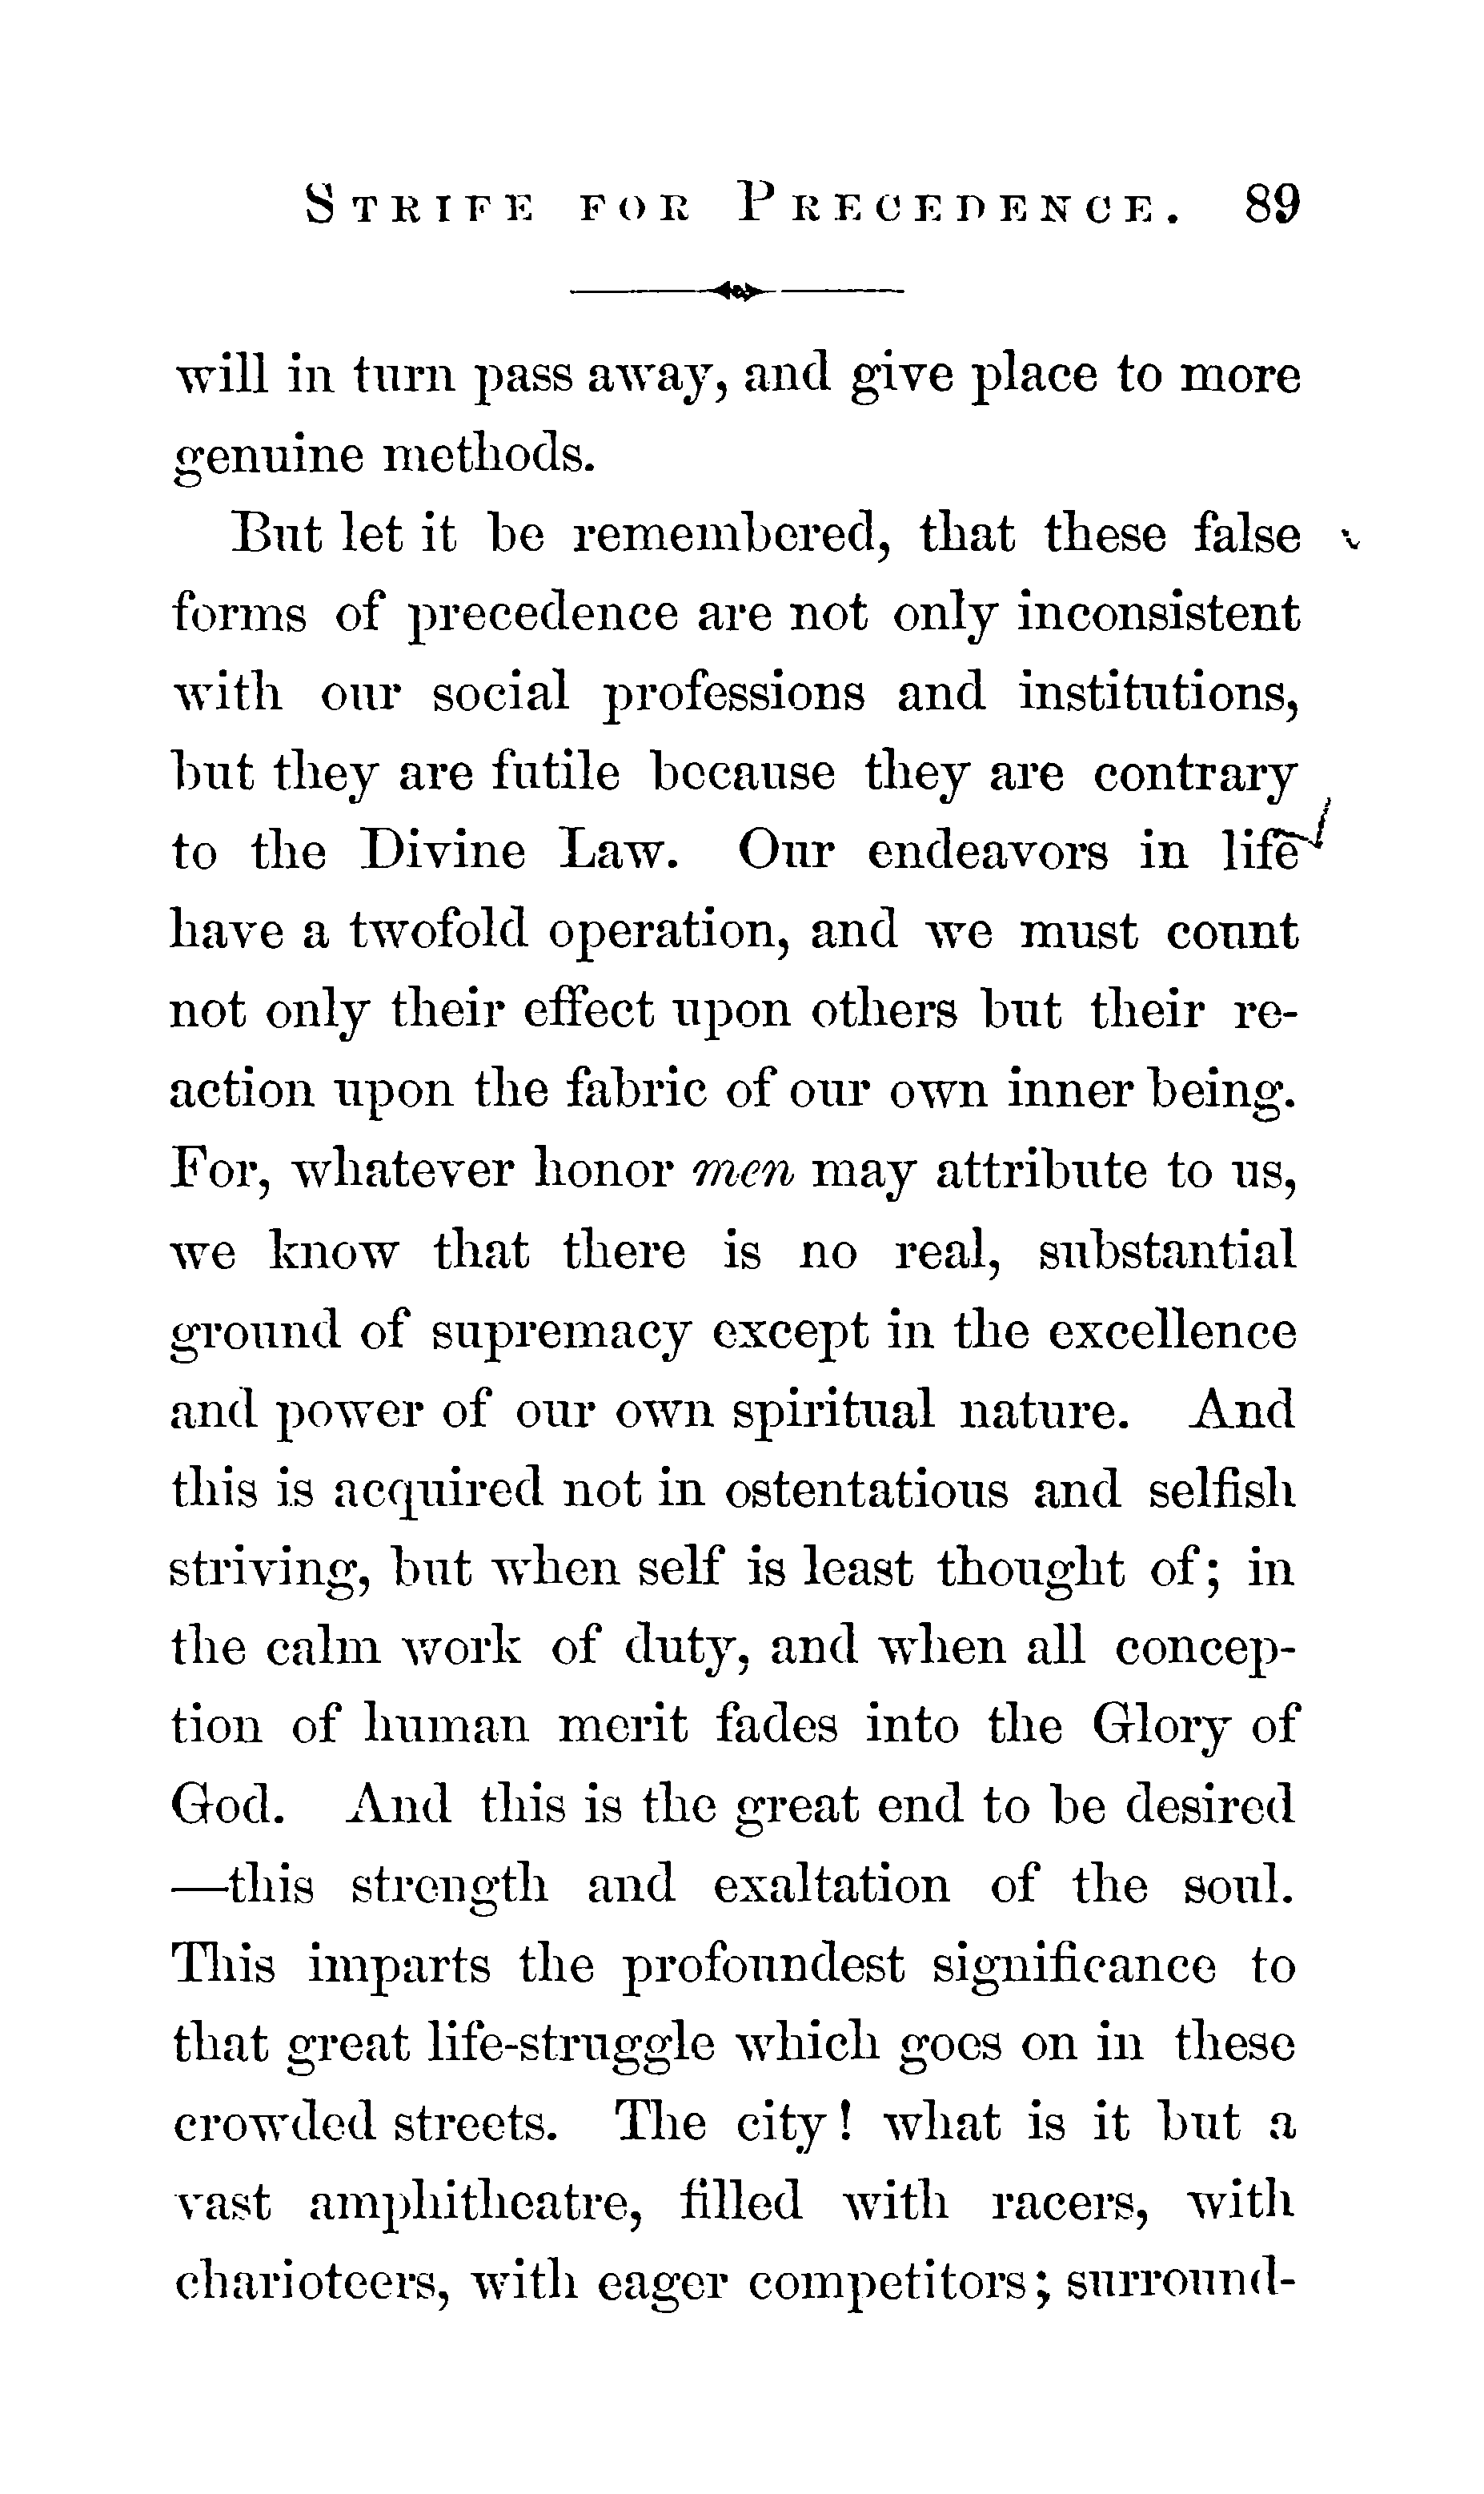 STRIFE FOR PRECEDENCE. 89
will in turn pass away, and give place to more
genuine methods.
But let it be remembered, that these false
forms of precedence are not only inconsistent
with our social professions and institutions,
but they are futile because they are contrary
to the Divine Law. Our endeavors in life
have a twofold operation, and we must count
not only their effect upon others but their re-
action upon the fabric of our own inner being.
For, whatever honor men may attribute to us,
we know that there is no real, substantial
ground of supremacy except in the excellence
and power of our own spiritual nature. And
this is acquired not in ostentatious and selfish
striving, but when self is least thought of; in
the calm work of duty, and when all concep-
tion of human merit fades into the Glory of
God. And this is the great end to be desired
—this strength and exaltation of the soul.
This imparts the profoundest significance to
that great life-struggle which goes on in these
crowded streets. The city! what is it but a
vast amphitheatre, filled with racers, with
charioteers, with eager competitors; surround-